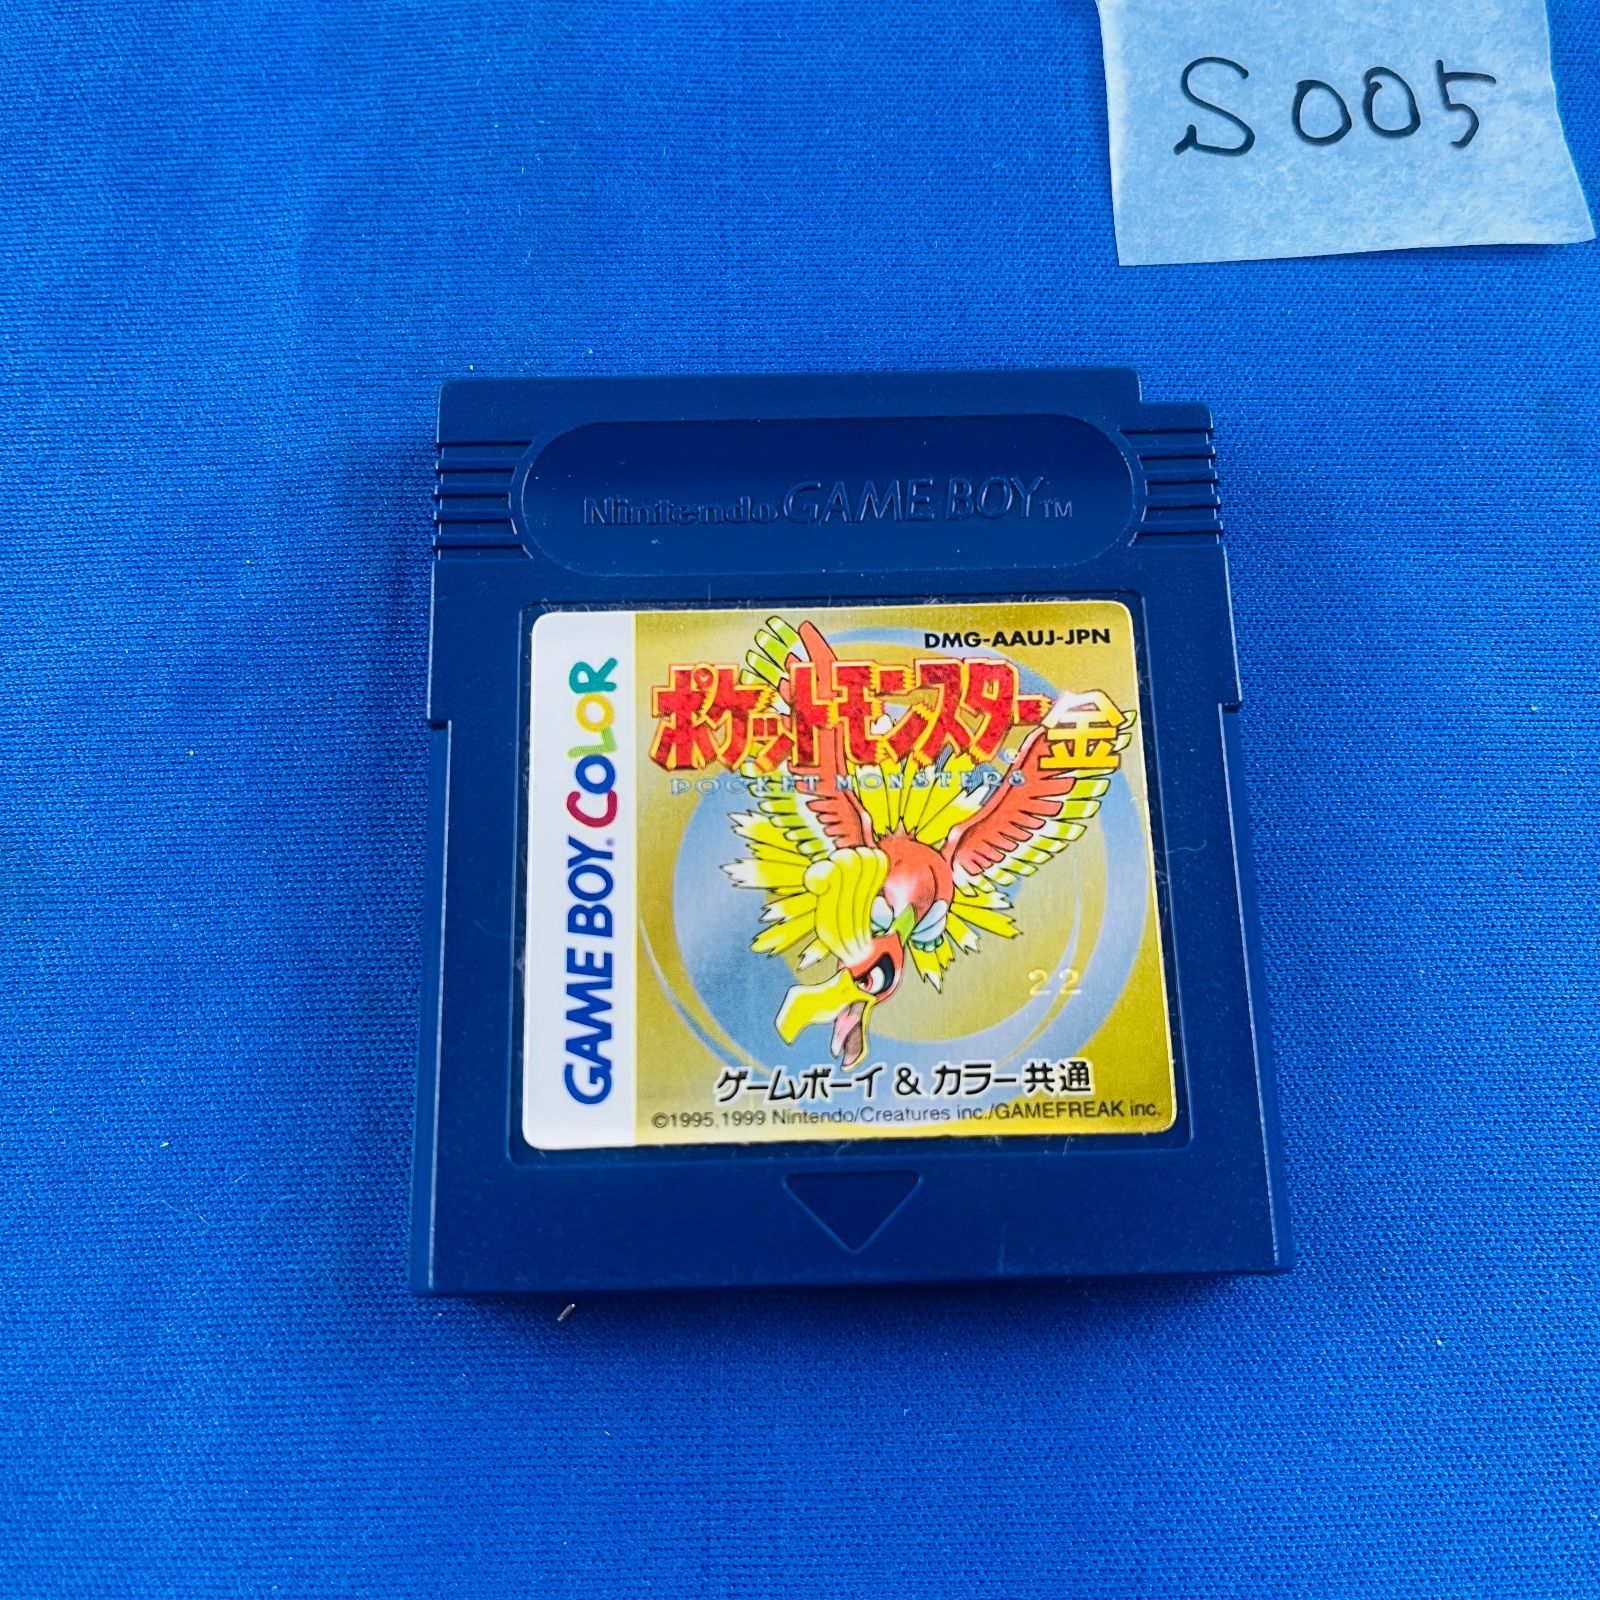 S005
Nintendo GAME BOY™
GAME BOY COLOR
DMG-AAUJ-JPN
ポケットモンスター金
POCKET MONSTERS
22
ゲームボーイ & カラー共通
©1995,1999 Nintendo/Creatures inc./GAMEFREAK inc.